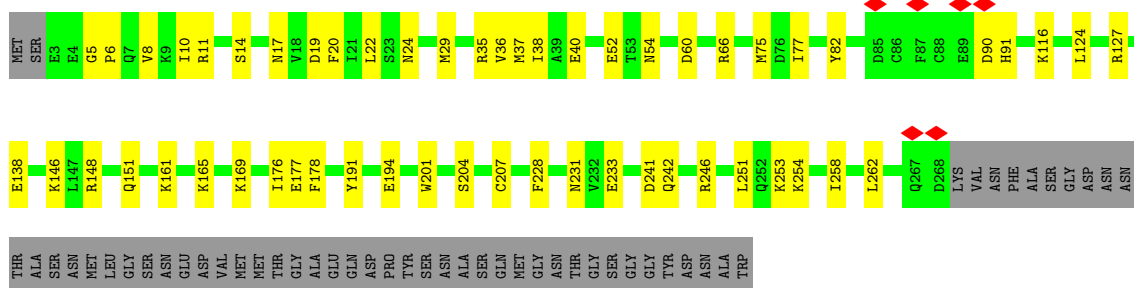 MET SER E3 E4 G5 P6 Q7 V8 K9 I10 R11 S14 N17 V18 D19 F20 I21 L22 S23 N24 M29 R35 V36 M37 I38 A39 E40 E52 T53 N54 D60 R66 M75 D76 I77 Y82 D85 C86 F87 C88 E89 D90 H91 K116 L124 R127
E138 K146 L147 R148 Q151 K161 K165 K169 I176 E177 F178 Y191 E194 W201 S204 C207 F228 N231 V232 E233 D241 Q242 R246 L251 Q252 K253 K254 I258 L262 Q267 D268 LYS VAL ASN PHE ALA SER GLY ASP ASN ASN
THR ALA SER ASN MET LEU GLY SER ASN GLU ASP VAL MET MET THR GLY ALA GLU GLN ASP PRO TYR SER ASN ALA SER GLN MET GLY ASN THR GLY SER GLY GLY TYR ASP ASN ALA TRP